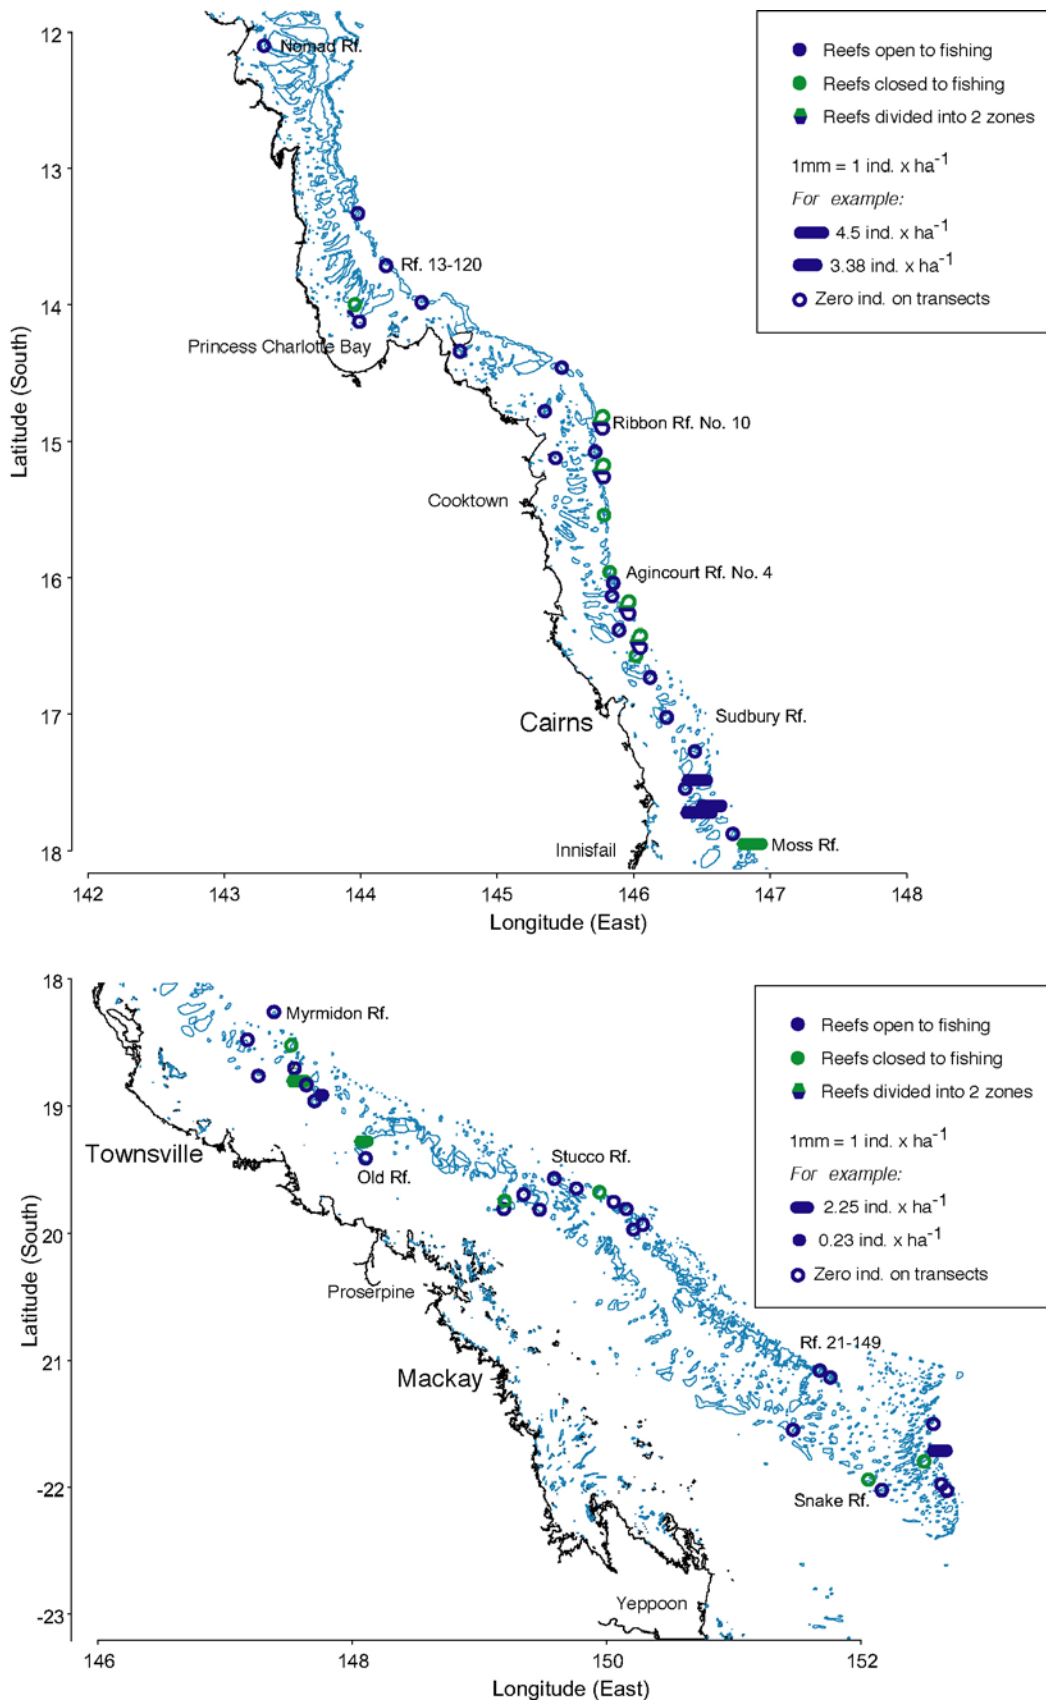 12
Nomad Rf.
Reefs open to fishing
Reefs closed to fishing
Reefs divided into 2 zones
1mm = 1 ind. x ha⁻¹
For example:
4.5 ind. x ha⁻¹
3.38 ind. x ha⁻¹
Zero ind. on transects
13
Rf. 13-120
14
Princess Charlotte Bay
Latitude (South)
Ribbon Rf. No. 10
15
Cooktown
Agincourt Rf. No. 4
16
Sudbury Rf.
17
Cairns
Innisfail
Moss Rf.
18
142
143
144
145
146
147
148
Longitude (East)
18
Myrmidon Rf.
Reefs open to fishing
Reefs closed to fishing
Reefs divided into 2 zones
1mm = 1 ind. x ha⁻¹
For example:
2.25 ind. x ha⁻¹
0.23 ind. x ha⁻¹
Zero ind. on transects
19
Townsville
Old Rf.
Stucco Rf.
20
Latitude (South)
Proserpine
21
Mackay
Rf. 21-149
-22
Snake Rf.
Yeppoon
-23
146
148
150
152
Longitude (East)